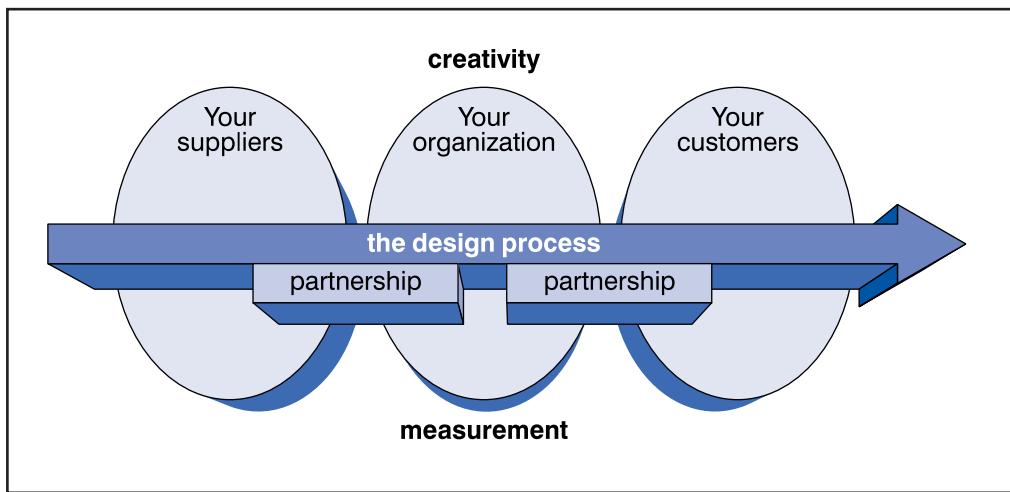 creativity
Your
suppliers
Your
organization
Your
customers
the design process
partnership
partnership
measurement